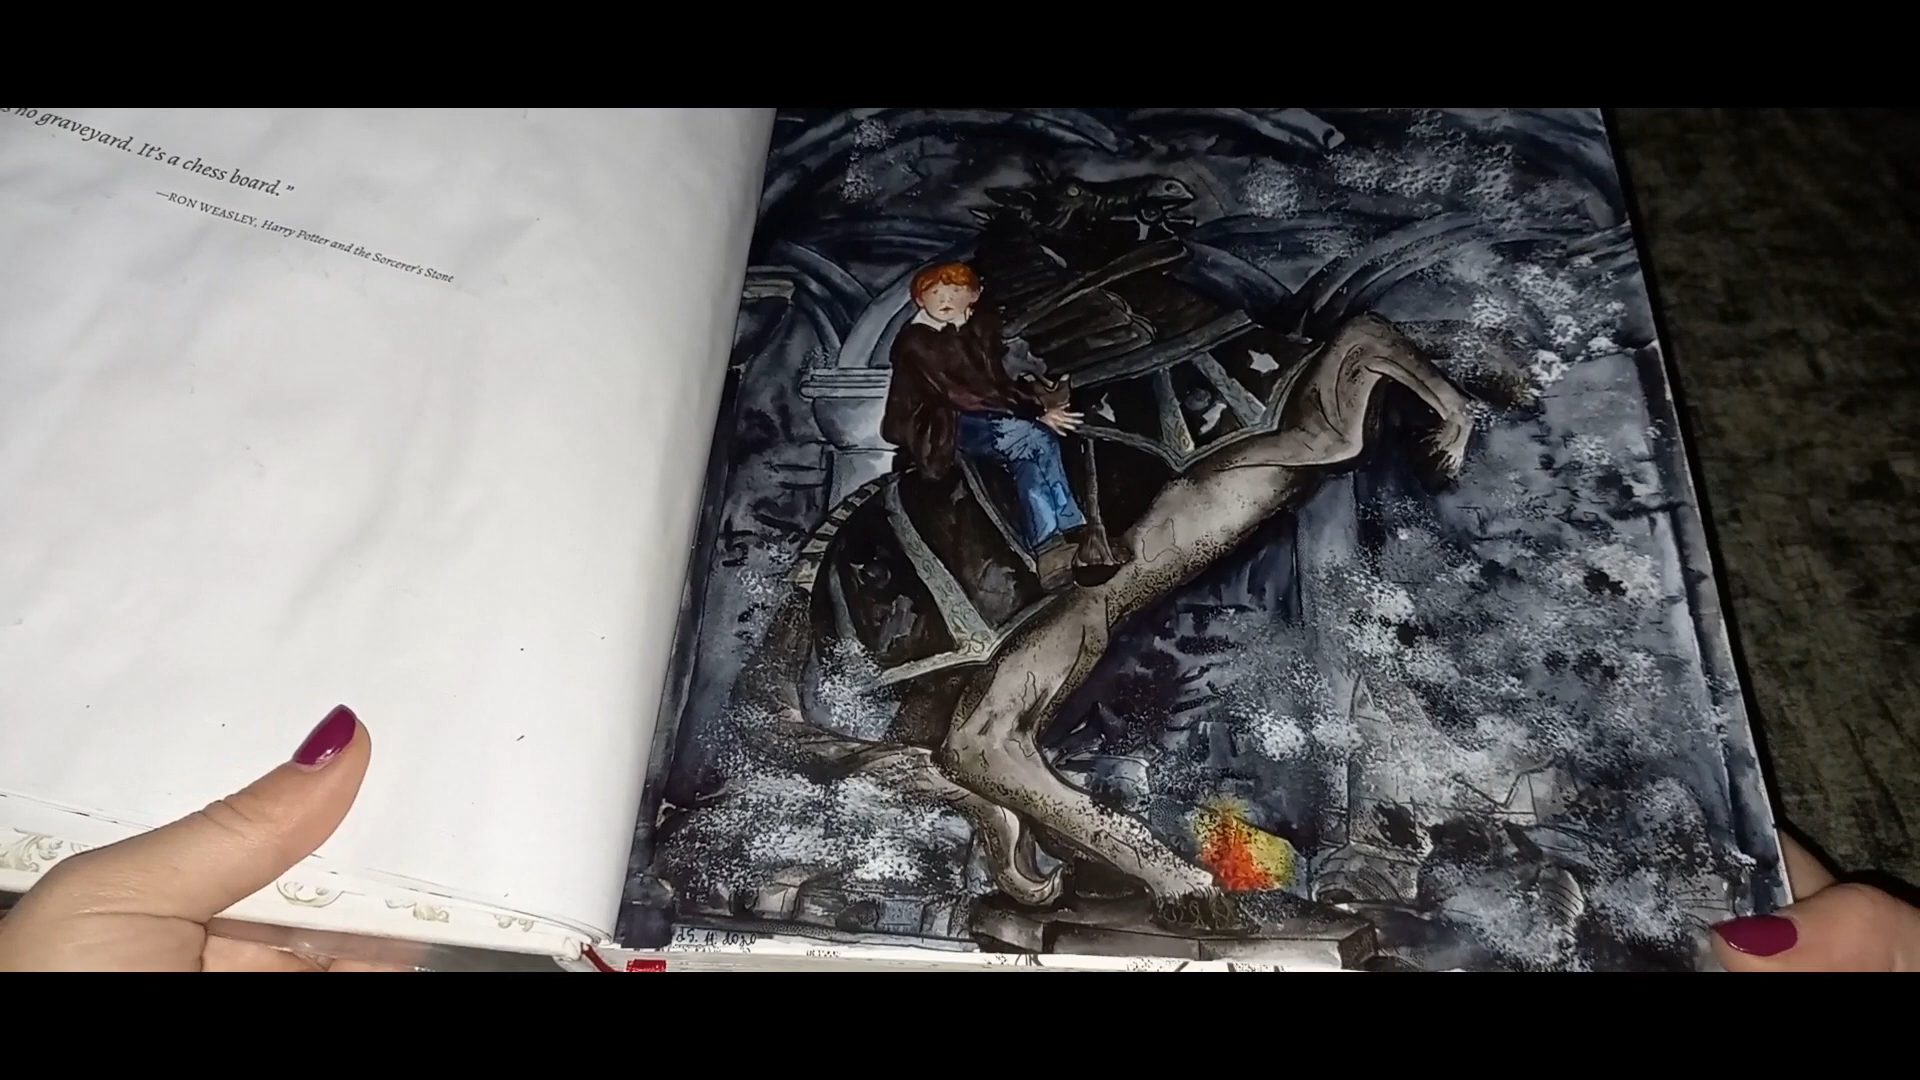 s no graveyard. It's a chess board."
—RON WEASLEY, Harry Potter and the Sorcerer's Stone